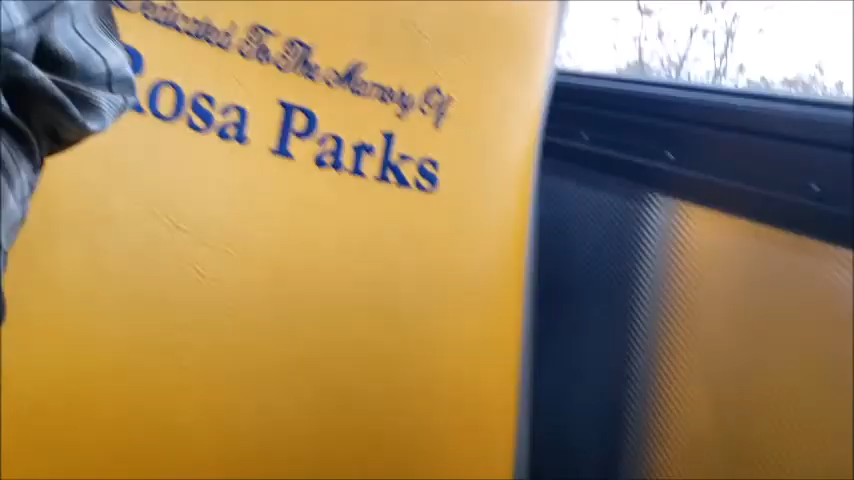 Dedicated To The Memory Of
Rosa Parks